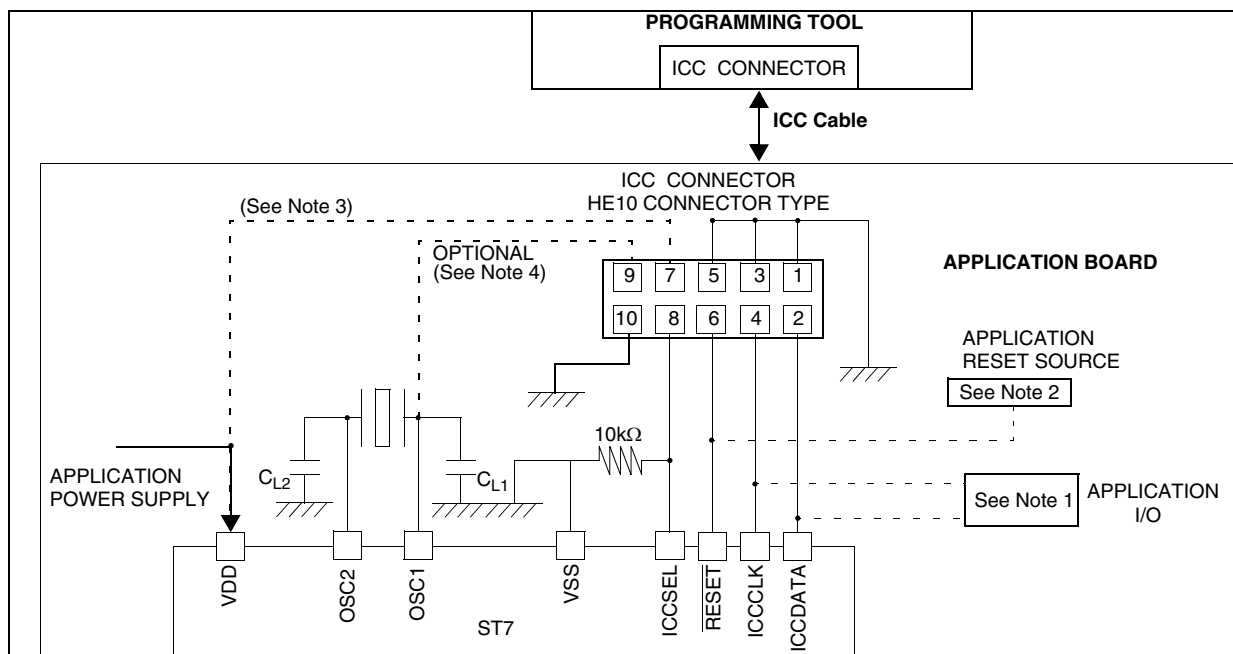 PROGRAMMING TOOL
ICC CONNECTOR
ICC Cable
ICC CONNECTOR
HE10 CONNECTOR TYPE
(See Note 3)
OPTIONAL
(See Note 4)
9 7 5 3 1
10 8 6 4 2
APPLICATION BOARD
APPLICATION
RESET SOURCE
See Note 2
10kΩ
CL2
CL1
APPLICATION
POWER SUPPLY
See Note 1
APPLICATION
I/O
VDD
OSC2
OSC1
VSS
ICCSEL
RESET
ICCCLK
ICCDATA
ST7